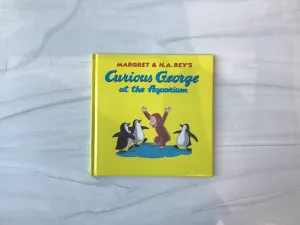 MARGRET & H.A.REY'S
Curious George
at the Aquarium